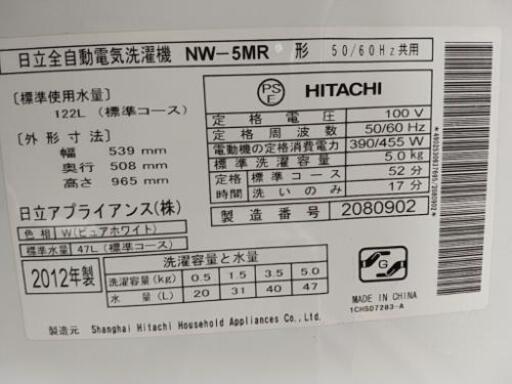 日立全自動電気洗濯機 NW-5MR 形 50/60Hz共用
〔標準使用水量〕
122L (標準コース)
〔外形寸法〕
幅 539 mm
奥行 508 mm
高さ 965 mm
日立アプライアンス(株)
色相 W(ピュアホワイト)
標準水量 47L(標準コース)
PS
E
HITACHI
定格電圧 100 V
定格周波数 50/60 Hz
電動機の定格消費電力 390/455 W
標準洗濯容量 5.0kg
定格時間 標準コース 52分
洗いのみ 17分
製造番号 2080902
2012年製
洗濯容量と水量
洗濯容量(kg) 0.5 1.5 3.5 5.0
水量(L) 20 31 40 47
G
MADE IN CHINA
1CHS07283-A
製造元 Shanghai Hitachi Household Appliances Co., Ltd.